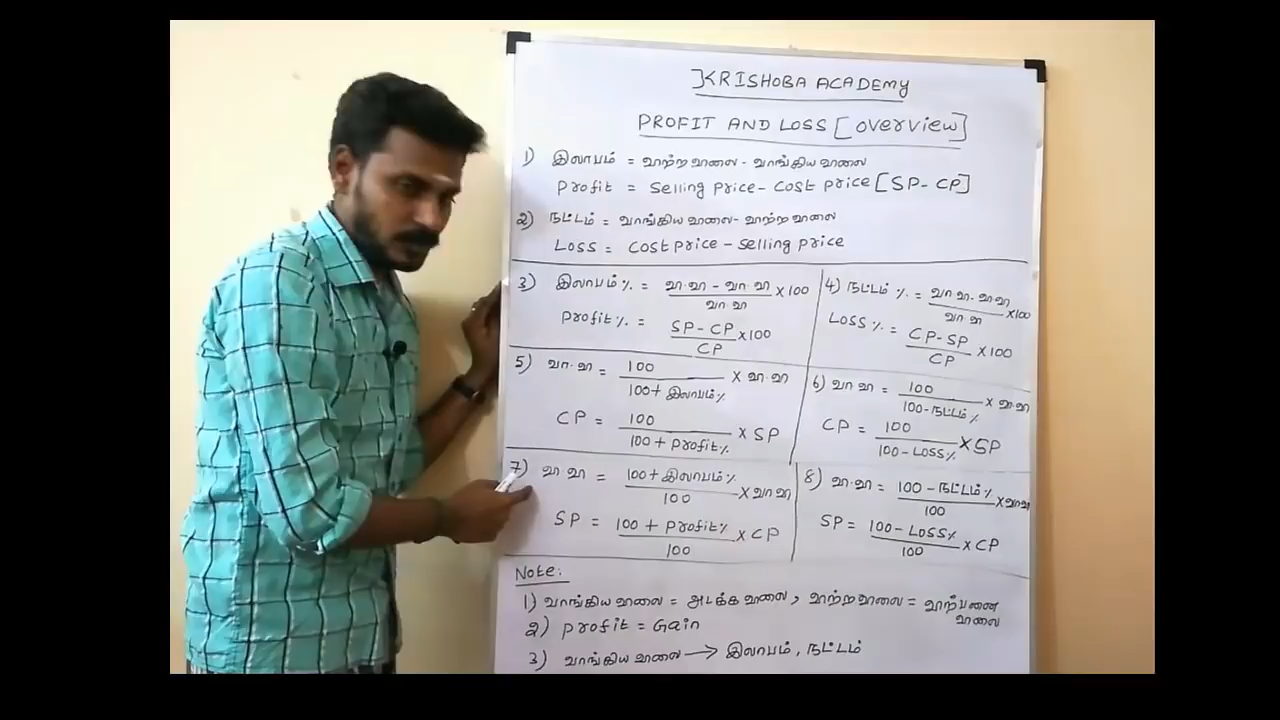 KRISHOBA ACADEMY
PROFIT AND LOSS [overview]
1) இலாபம் = விற்ற விலை - வாங்கிய விலை
Profit = Selling Price - Cost Price [SP - CP]
2) நட்டம் = வாங்கிய விலை - விற்ற விலை
Loss = Cost Price - Selling Price
3) இலாபம் % = வி.வி - வா.வி / வா.வி × 100
Profit % = SP - CP / CP × 100
4) நட்டம் % = வா.வி - வி.வி / வா.வி × 100
LOSS % = CP - SP / CP × 100
5) வா.வி = 100 / 100 + இலாபம் % × வி.வி
CP = 100 / 100 + Profit % × SP
6) வா.வி = 100 / 100 - நட்டம் % × வி.வி
CP = 100 / 100 - LOSS % × SP
7) வி.வி = 100 + இலாபம் % / 100 × வா.வி
SP = 100 + Profit % / 100 × CP
8) வி.வி = 100 - நட்டம் % / 100 × வா.வி
SP = 100 - LOSS % / 100 × CP
Note:
1) வாங்கிய விலை = அடக்க விலை, விற்ற விலை = விற்பனை விலை
2) Profit = Gain
3) வாங்கிய விலை → இலாபம், நட்டம்